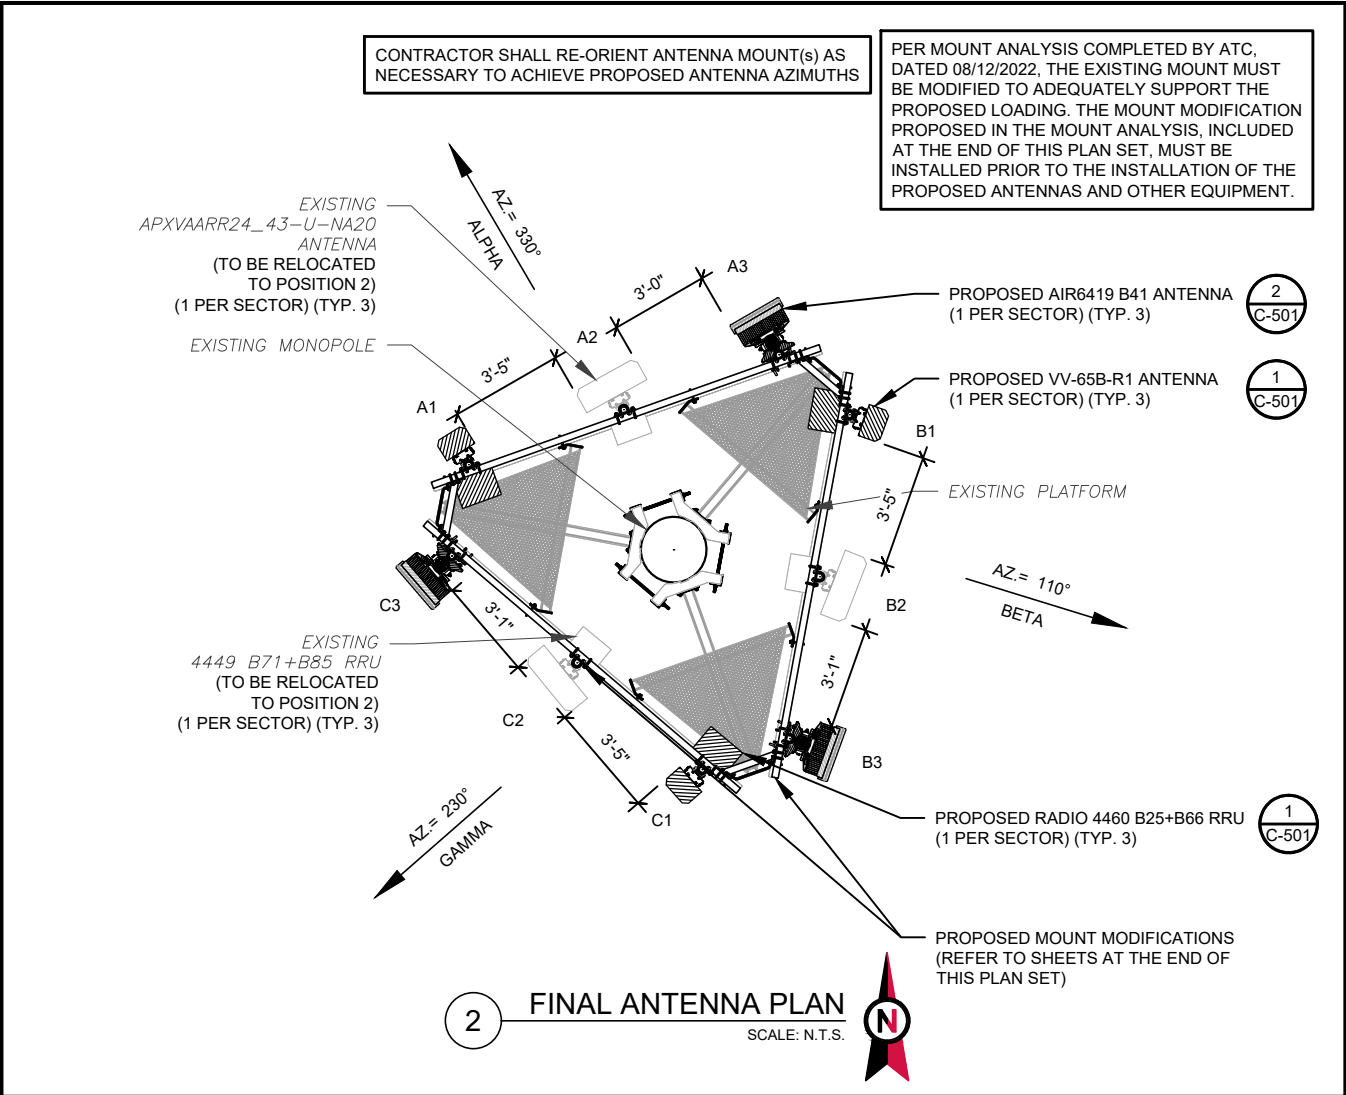 CONTRACTOR SHALL RE-ORIENT ANTENNA MOUNT(s) AS
NECESSARY TO ACHIEVE PROPOSED ANTENNA AZIMUTHS
PER MOUNT ANALYSIS COMPLETED BY ATC,
DATED 08/12/2022, THE EXISTING MOUNT MUST
BE MODIFIED TO ADEQUATELY SUPPORT THE
PROPOSED LOADING. THE MOUNT MODIFICATION
PROPOSED IN THE MOUNT ANALYSIS, INCLUDED
AT THE END OF THIS PLAN SET, MUST BE
INSTALLED PRIOR TO THE INSTALLATION OF THE
PROPOSED ANTENNAS AND OTHER EQUIPMENT.
AZ.= 330°
ALPHA
EXISTING
APXVAARR24_43-U-NA20
ANTENNA
(TO BE RELOCATED
TO POSITION 2)
(1 PER SECTOR) (TYP. 3)
EXISTING MONOPOLE
A3
3'-0"
A2
3'-5"
A1
PROPOSED AIR6419 B41 ANTENNA
(1 PER SECTOR) (TYP. 3)
2
C-501
PROPOSED VV-65B-R1 ANTENNA
(1 PER SECTOR) (TYP. 3)
1
C-501
B1
3'-5"
EXISTING PLATFORM
AZ.= 110°
BETA
B2
3'-1"
B3
C3
3'-1"
EXISTING
4449 B71+B85 RRU
(TO BE RELOCATED
TO POSITION 2)
(1 PER SECTOR) (TYP. 3)
C2
3'-5"
C1
AZ.= 230°
GAMMA
PROPOSED RADIO 4460 B25+B66 RRU
(1 PER SECTOR) (TYP. 3)
1
C-501
PROPOSED MOUNT MODIFICATIONS
(REFER TO SHEETS AT THE END OF
THIS PLAN SET)
2
FINAL ANTENNA PLAN
SCALE: N.T.S.
N